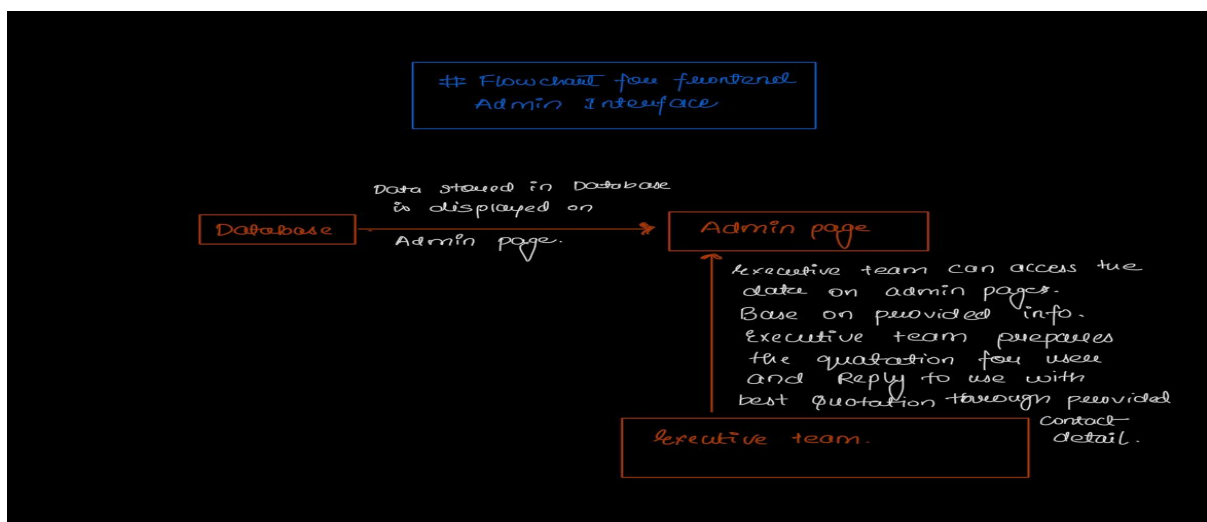 # Flowchart for frontend
Admin Interface
Data stored in Database
is displayed on
Database
Admin page.
Admin page
Executive team can access the
data on admin pages.
Base on provided info.
Executive team prepares
the quatation for user
and Reply to use with
best Quotation through provided
contact
detail.
Executive team.